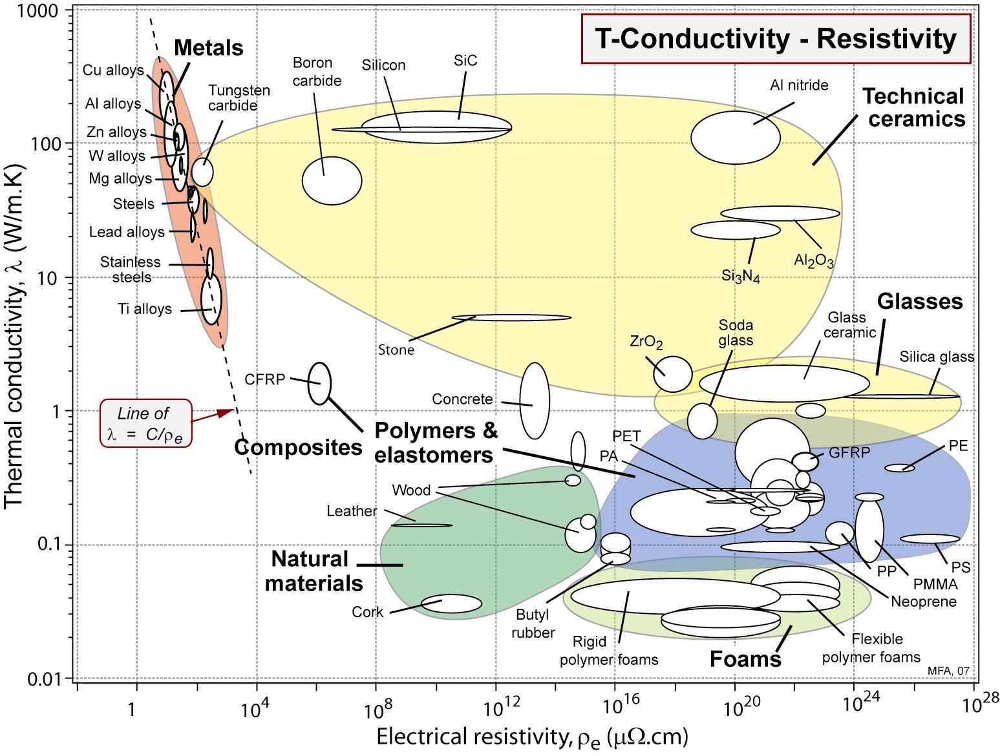 T-Conductivity - Resistivity
1000
100
10
1
0.1
0.01
Thermal conductivity, λ (W/m.K)
Metals
Cu alloys
Al alloys
Zn alloys
W alloys
Mg alloys
Steels
Lead alloys
Stainless
steels
Ti alloys
Tungsten
carbide
Boron
carbide
Silicon
SiC
Al nitride
Technical
ceramics
Al2O3
Si3N4
Stone
ZrO2
Soda
glass
Glasses
Glass
ceramic
Silica glass
CFRP
Concrete
Line of
λ = C/ρe
Composites
Polymers &
elastomers
PET
PA
GFRP
PE
Wood
Leather
Natural
materials
Cork
Butyl
rubber
Rigid
polymer foams
Foams
Flexible
polymer foams
Neoprene
PMMA
PP
PS
MFA, 07
1
10^4
10^8
10^12
10^16
10^20
10^24
10^28
Electrical resistivity, ρe (μΩ.cm)